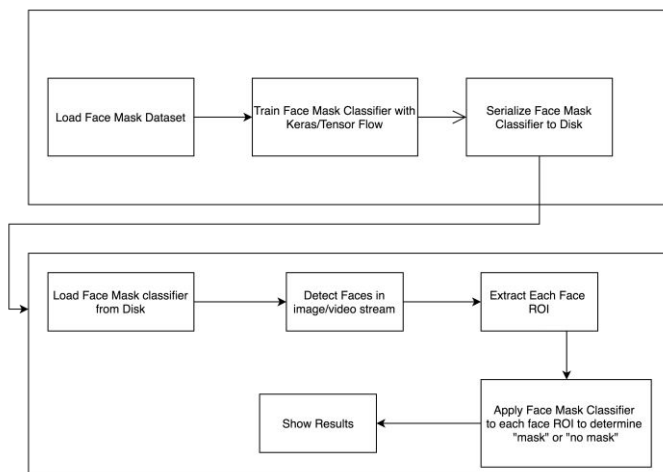 Load Face Mask Dataset
Train Face Mask Classifier with
Keras/Tensor Flow
Serialize Face Mask
Classifier to Disk
Load Face Mask classifier
from Disk
Detect Faces in
image/video stream
Extract Each Face
ROI
Apply Face Mask Classifier
to each face ROI to determine
"mask" or "no mask"
Show Results